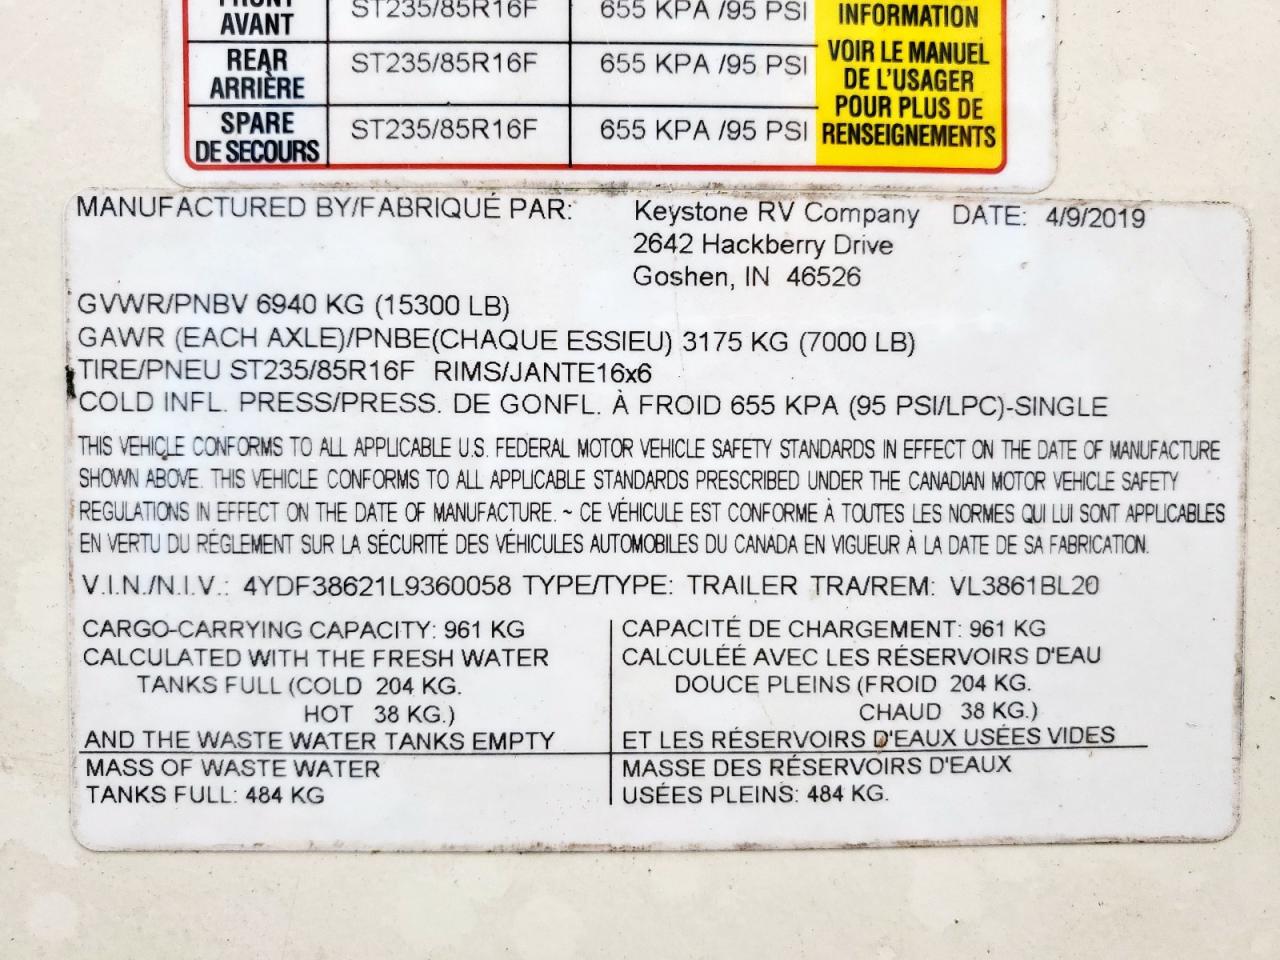 FRONT ST235/85R16F 655 KPA /95 PSI
AVANT
INFORMATION
REAR ST235/85R16F 655 KPA /95 PSI
ARRIÈRE
VOIR LE MANUEL
DE L'USAGER
POUR PLUS DE
RENSEIGNEMENTS
SPARE ST235/85R16F 655 KPA /95 PSI
DE SECOURS
MANUFACTURED BY/FABRIQUÉ PAR: Keystone RV Company DATE: 4/9/2019
2642 Hackberry Drive
Goshen, IN 46526
GVWR/PNBV 6940 KG (15300 LB)
GAWR (EACH AXLE)/PNBE(CHAQUE ESSIEU) 3175 KG (7000 LB)
TIRE/PNEU ST235/85R16F RIMS/JANTE16x6
COLD INFL. PRESS/PRESS. DE GONFL. À FROID 655 KPA (95 PSI/LPC)-SINGLE
THIS VEHICLE CONFORMS TO ALL APPLICABLE U.S. FEDERAL MOTOR VEHICLE SAFETY STANDARDS IN EFFECT ON THE DATE OF MANUFACTURE
SHOWN ABOVE. THIS VEHICLE CONFORMS TO ALL APPLICABLE STANDARDS PRESCRIBED UNDER THE CANADIAN MOTOR VEHICLE SAFETY
REGULATIONS IN EFFECT ON THE DATE OF MANUFACTURE. ~ CE VÉHICULE EST CONFORME À TOUTES LES NORMES QUI LUI SONT APPLICABLES
EN VERTU DU RÉGLEMENT SUR LA SÉCURITÉ DES VÉHICULES AUTOMOBILES DU CANADA EN VIGUEUR À LA DATE DE SA FABRICATION.
V.I.N./N.I.V.: 4YDF38621L9360058 TYPE/TYPE: TRAILER TRA/REM: VL3861BL20
CARGO-CARRYING CAPACITY: 961 KG
CALCULATED WITH THE FRESH WATER
TANKS FULL (COLD 204 KG.
HOT 38 KG.)
AND THE WASTE WATER TANKS EMPTY
MASS OF WASTE WATER
TANKS FULL: 484 KG
CAPACITÉ DE CHARGEMENT: 961 KG
CALCULÉE AVEC LES RÉSERVOIRS D'EAU
DOUCE PLEINS (FROID 204 KG.
CHAUD 38 KG.)
ET LES RÉSERVOIRS D'EAUX USÉES VIDES
MASSE DES RÉSERVOIRS D'EAUX
USÉES PLEINS: 484 KG.